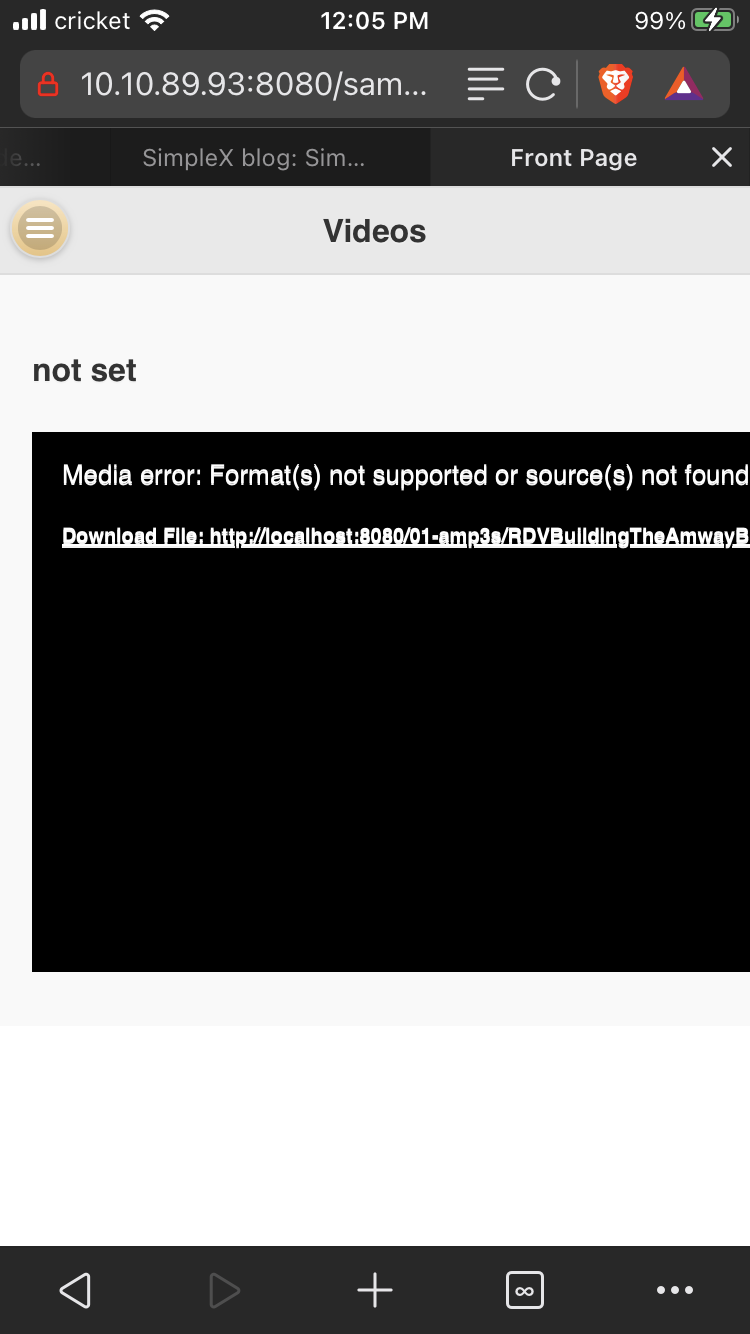 cricket 12:05 PM 99%
10.10.89.93:8080/sam...
le... SimpleX blog: Sim... Front Page
Videos
not set
Media error: Format(s) not supported or source(s) not found
Download File: http://localhost:8080/01-amp3s/RDVBuildingTheAmwayB